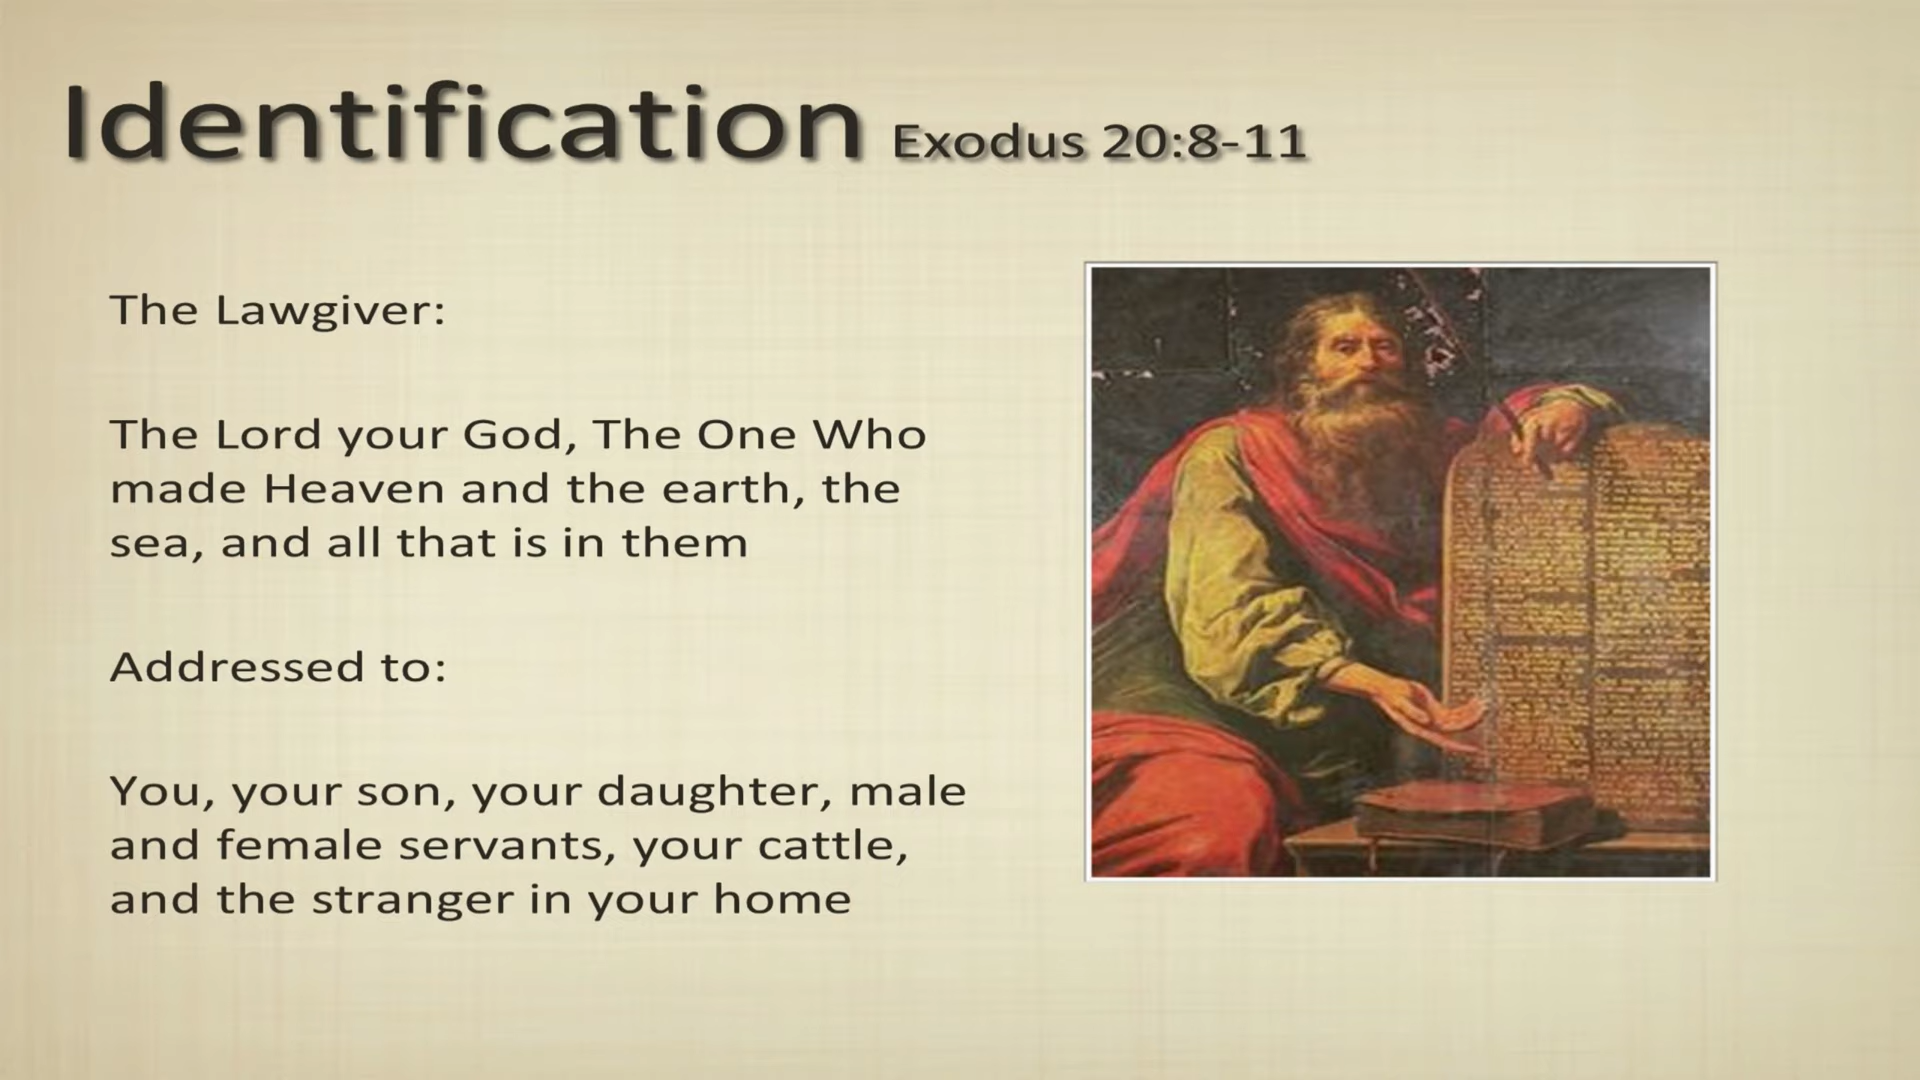 Identification Exodus 20:8-11
The Lawgiver:
The Lord your God, The One Who
made Heaven and the earth, the
sea, and all that is in them
Addressed to:
You, your son, your daughter, male
and female servants, your cattle,
and the stranger in your home